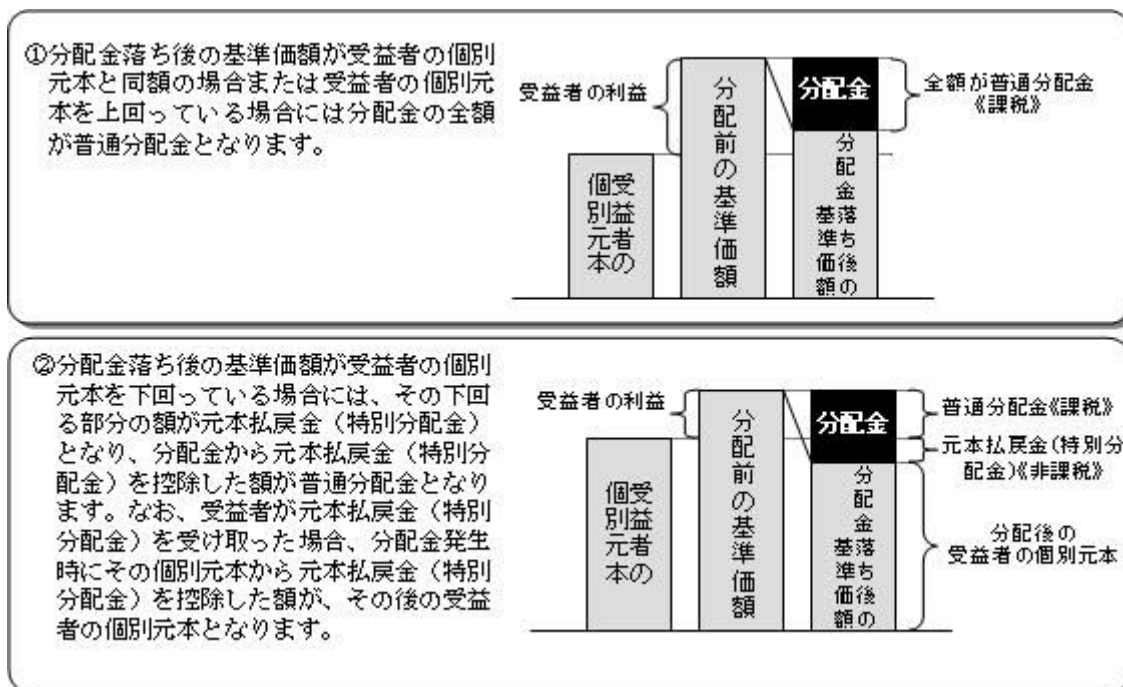 ①分配金落ち後の基準価額が受益者の個別
元本と同額の場合または受益者の個別元
本を上回っている場合には分配金の全額
が普通分配金となります。
受益者の利益
受益者の
個別元本
分配前の基準価額
分配金
分配金落ち後の
基準価額
全額が普通分配金
《課税》
②分配金落ち後の基準価額が受益者の個別
元本を下回っている場合には、その下回
る部分の額が元本払戻金（特別分配金）
となり、分配金から元本払戻金（特別分
配金）を控除した額が普通分配金となり
ます。なお、受益者が元本払戻金（特別
分配金）を受け取った場合、分配金発生
時にその個別元本から元本払戻金（特別
分配金）を控除した額が、その後の受益
者の個別元本となります。
受益者の利益
受益者の
個別元本
分配前の基準価額
分配金
分配金落ち後の
基準価額
普通分配金《課税》
元本払戻金(特別分
配金)《非課税》
分配後の
受益者の個別元本